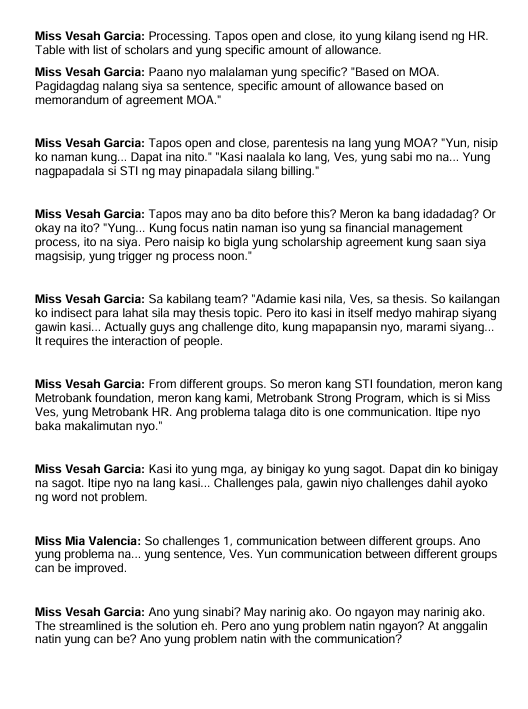 Miss Vesah Garcia: Processing. Tapos open and close, ito yung kilang isend ng HR.
Table with list of scholars and yung specific amount of allowance.
Miss Vesah Garcia: Paano nyo malalaman yung specific? "Based on MOA.
Pagidagdag nalang siya sa sentence, specific amount of allowance based on
memorandum of agreement MOA."
Miss Vesah Garcia: Tapos open and close, parentesis na lang yung MOA? "Yun, nisip
ko naman kung... Dapat ina nito." "Kasi naalala ko lang, Ves, yung sabi mo na... Yung
nagpapadala si STI ng may pinapadala silang billing."
Miss Vesah Garcia: Tapos may ano ba dito before this? Meron ka bang idadadag? Or
okay na ito? "Yung... Kung focus natin naman iso yung sa financial management
process, ito na siya. Pero naisip ko bigla yung scholarship agreement kung saan siya
magsisip, yung trigger ng process noon."
Miss Vesah Garcia: Sa kabilang team? "Adamie kasi nila, Ves, sa thesis. So kailangan
ko indisect para lahat sila may thesis topic. Pero ito kasi in itself medyo mahirap siyang
gawin kasi... Actually guys ang challenge dito, kung mapapansin nyo, marami siyang...
It requires the interaction of people.
Miss Vesah Garcia: From different groups. So meron kang STI foundation, meron kang
Metrobank foundation, meron kang kami, Metrobank Strong Program, which is si Miss
Ves, yung Metrobank HR. Ang problema talaga dito is one communication. Itipe nyo
baka makalimutan nyo."
Miss Vesah Garcia: Kasi ito yung mga, ay binigay ko yung sagot. Dapat din ko binigay
na sagot. Itipe nyo na lang kasi... Challenges pala, gawin niyo challenges dahil ayoko
ng word not problem.
Miss Mia Valencia: So challenges 1, communication between different groups. Ano
yung problema na... yung sentence, Ves. Yun communication between different groups
can be improved.
Miss Vesah Garcia: Ano yung sinabi? May narinig ako. Oo ngayon may narinig ako.
The streamlined is the solution eh. Pero ano yung problem natin ngayon? At anggalin
natin yung can be? Ano yung problem natin with the communication?